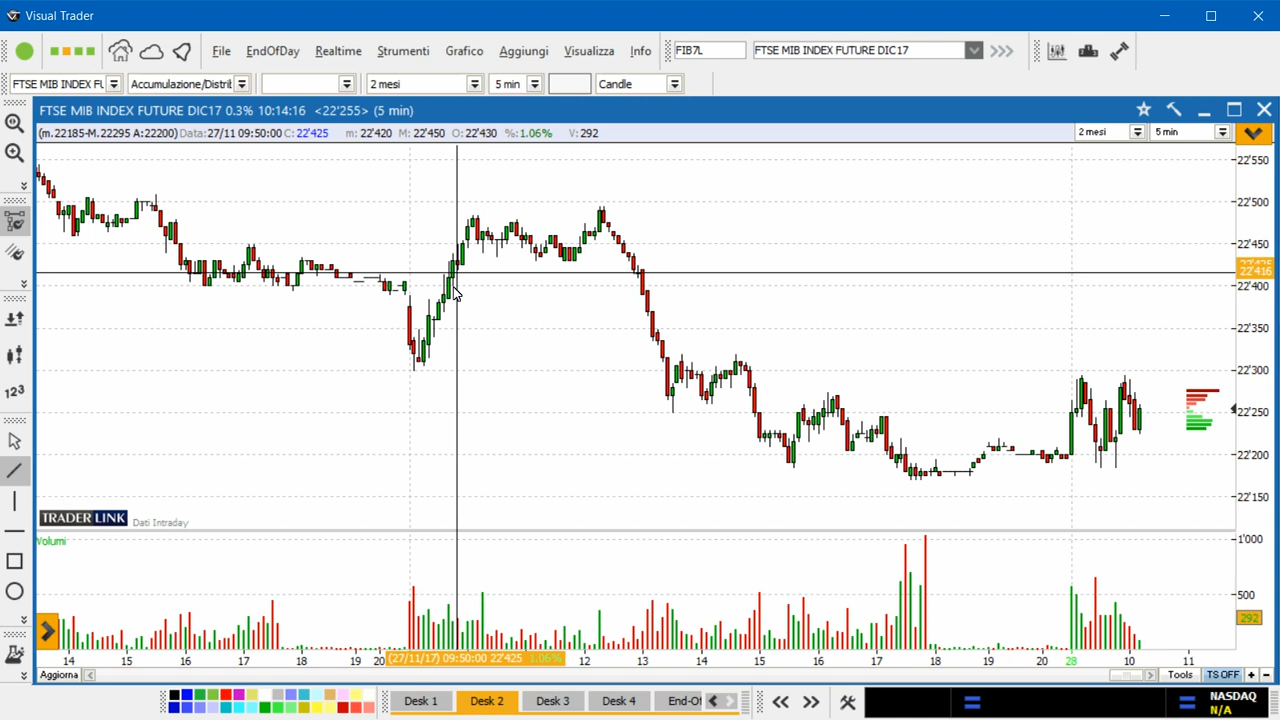 Visual Trader
File EndOfDay Realtime Strumenti Grafico Aggiungi Visualizza Info FIB7L FTSE MIB INDEX FUTURE DIC17
FTSE MIB INDEX FU Accumulazione/Distrib 2 mesi 5 min Candle
FTSE MIB INDEX FUTURE DIC17 0.3% 10:14:16 <22'255> (5 min)
(m.22185-M.22295 A:22200) Data:27/11 09:50:00 C: 22'425 m: 22'420 M: 22'450 O: 22'430 %:1.06% V: 292 2 mesi 5 min
22'550
22'500
22'450
22'416
22'400
22'350
22'300
22'250
22'200
22'150
123
TRADERLINK Dati Intraday
Volumi
1'000
500
292
14 15 16 17 18 19 20 (27/11/17) 09:50:00 22'425 1.06% 12 13 14 15 16 17 18 19 20 28 10 11
Aggiorna Tools TS OFF
Desk 1 Desk 2 Desk 3 Desk 4 End-Of
NASDAQ
N/A